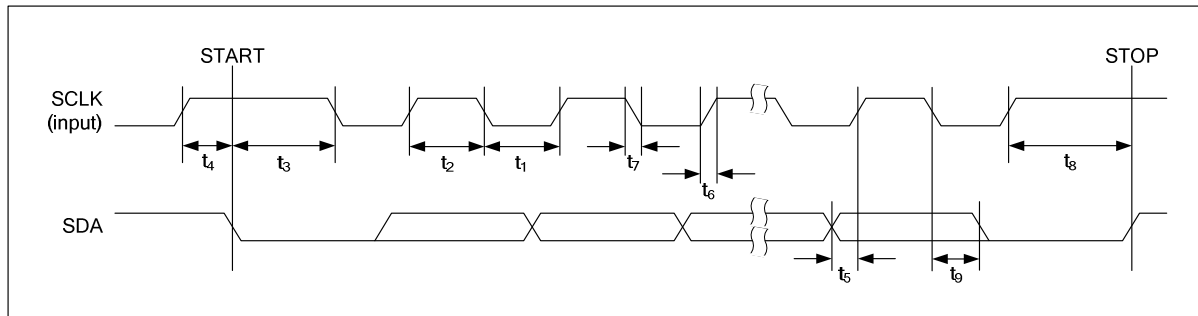 START
STOP
SCLK
(input)
t4
t3
t2
t1
t7
t6
t8
SDA
t5
t9